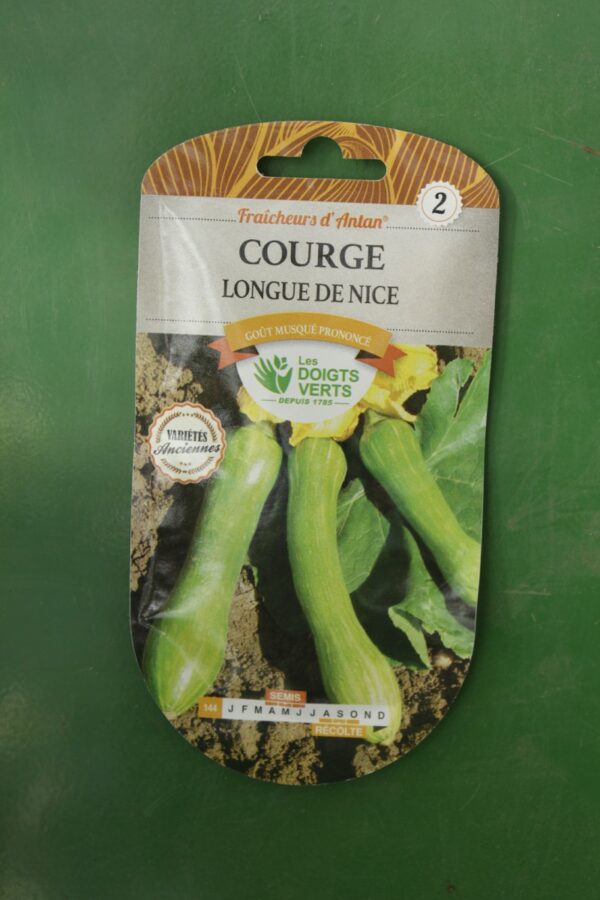 2
Fraîcheurs d'Antan®
COURGE
LONGUE DE NICE
GOÛT MUSQUÉ PRONONCÉ
Les
DOIGTS
VERTS
DEPUIS 1785
VARIÉTÉS
Anciennes
SEMIS
144 J F M A M J J A S O N D
RÉCOLTE